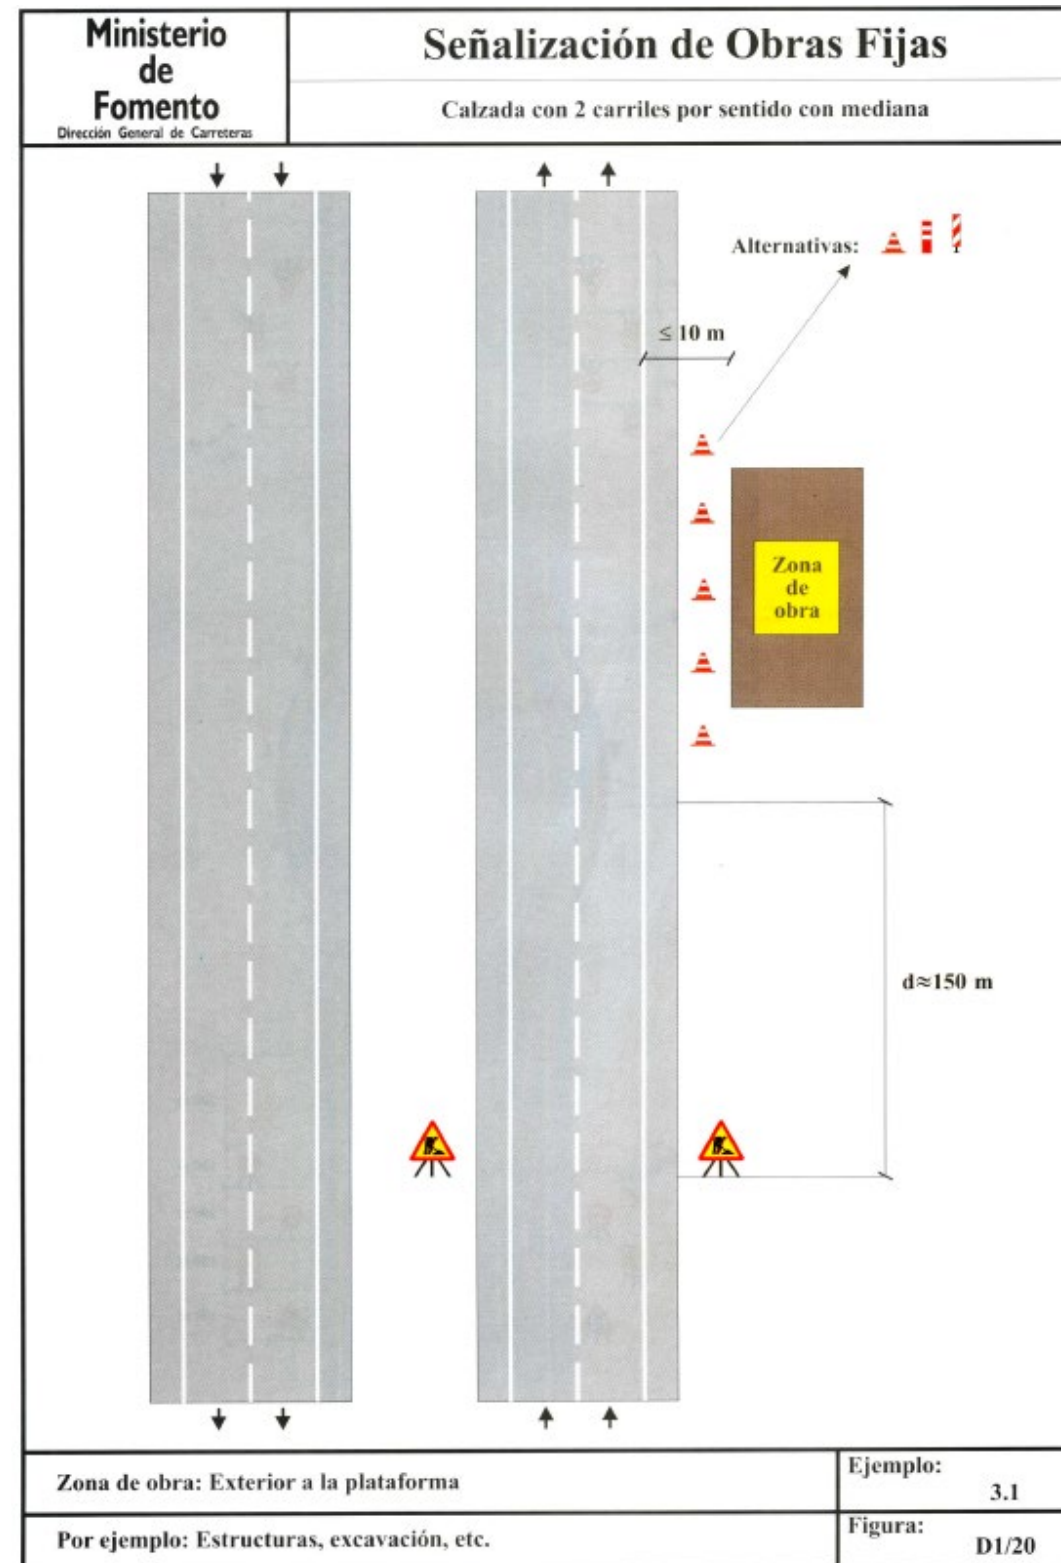 Ministerio
de
Fomento
Dirección General de Carreteras
Señalización de Obras Fijas
Calzada con 2 carriles por sentido con mediana
Alternativas:
≤ 10 m
Zona
de
obra
d≈150 m
Zona de obra: Exterior a la plataforma
Ejemplo:
3.1
Por ejemplo: Estructuras, excavación, etc.
Figura:
D1/20